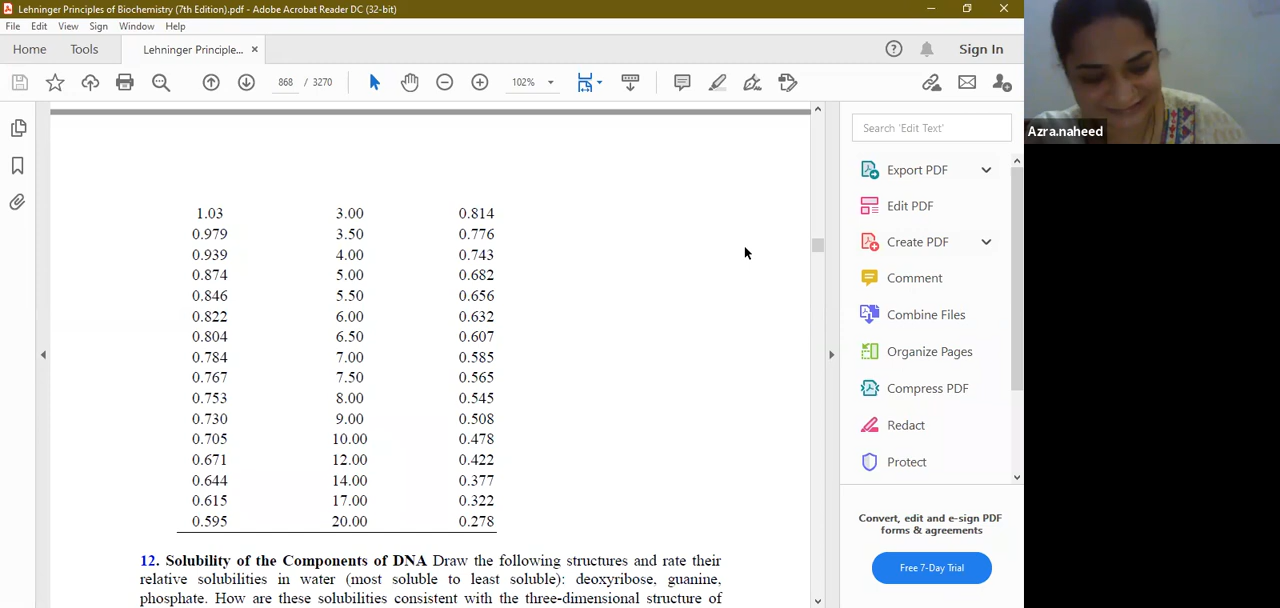 Lehninger Principles of Biochemistry (7th Edition).pdf - Adobe Acrobat Reader DC (32-bit)
File Edit View Sign Window Help
Home Tools Lehninger Principle... × Sign In
868 / 3270 102%
Search 'Edit Text'
Export PDF
Edit PDF
Create PDF
Comment
Combine Files
Organize Pages
Compress PDF
Redact
Protect
Convert, edit and e-sign PDF
forms & agreements
Free 7-Day Trial
1.03 3.00 0.814
0.979 3.50 0.776
0.939 4.00 0.743
0.874 5.00 0.682
0.846 5.50 0.656
0.822 6.00 0.632
0.804 6.50 0.607
0.784 7.00 0.585
0.767 7.50 0.565
0.753 8.00 0.545
0.730 9.00 0.508
0.705 10.00 0.478
0.671 12.00 0.422
0.644 14.00 0.377
0.615 17.00 0.322
0.595 20.00 0.278
12. Solubility of the Components of DNA Draw the following structures and rate their
relative solubilities in water (most soluble to least soluble): deoxyribose, guanine,
phosphate. How are these solubilities consistent with the three-dimensional structure of
Azra.naheed